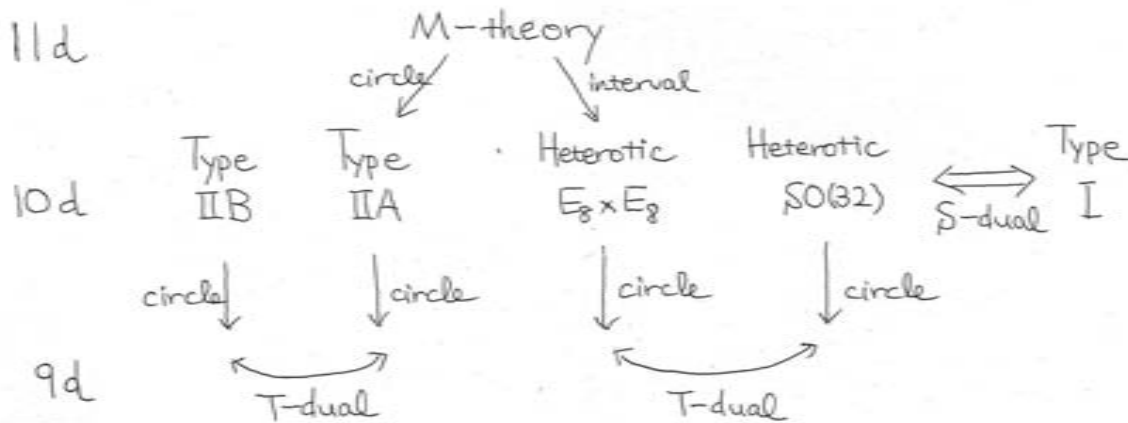 11d M-theory
circle interval
Type Type Heterotic Heterotic Type
10d IIB IIA E₈ × E₈ SO(32) I
S-dual
circle circle circle circle
9d
T-dual T-dual